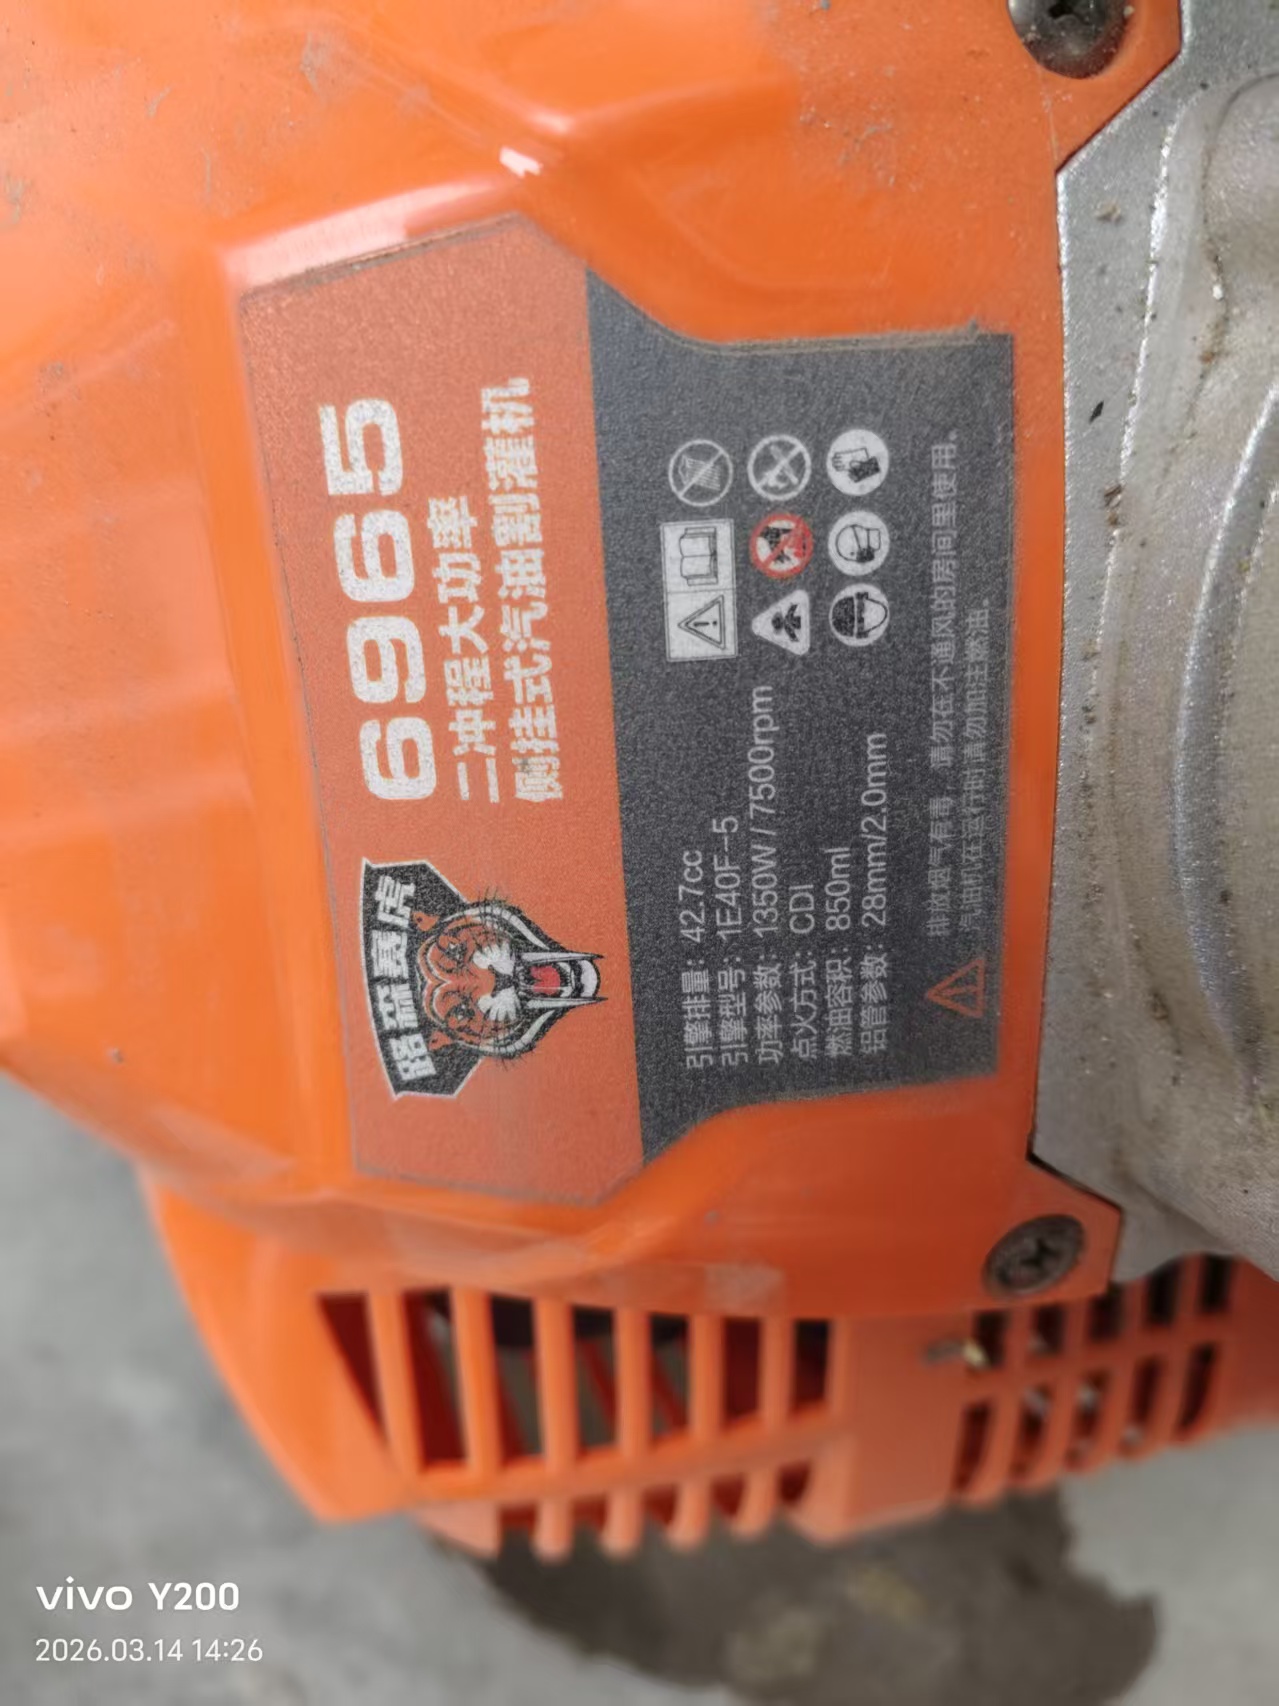 路森赛虎
6965
二冲程大功率
侧挂式汽油割灌机
引擎排量：42.7cc
引擎型号：1E40F-5
功率参数：1350W / 7500rpm
点火方式：CDI
燃油容积：850ml
铝管参数：28mm/2.0mm
排放烟气有毒，请勿在不通风的房间里使用。
汽油机在运行时请勿加注燃油。
vivo Y200
2026.03.14 14:26